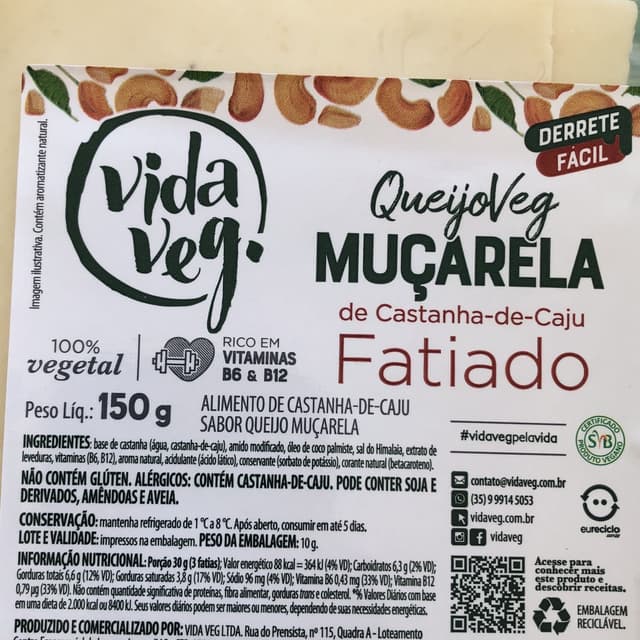 Imagem ilustrativa. Contém aromatizante natural.
DERRETE
FÁCIL
vida
veg.
QueijoVeg
MUÇARELA
de Castanha-de-Caju
Fatiado
100%
vegetal
RICO EM
VITAMINAS
B6 & B12
Peso Líq.: 150 g
ALIMENTO DE CASTANHA-DE-CAJU
SABOR QUEIJO MUÇARELA
INGREDIENTES: base de castanha (água, castanha-de-caju), amido modificado, óleo de coco palmiste, sal do Himalaia, extrato de
leveduras, vitaminas (B6, B12), aroma natural, acidulante (ácido lático), conservante (sorbato de potássio), corante natural (betacaroteno).
NÃO CONTÉM GLÚTEN. ALÉRGICOS: CONTÉM CASTANHA-DE-CAJU. PODE CONTER SOJA E
DERIVADOS, AMÊNDOAS E AVEIA.
CONSERVAÇÃO: mantenha refrigerado de 1 °C a 8 °C. Após aberto, consumir em até 5 dias.
LOTE E VALIDADE: impressos na embalagem. PESO DA EMBALAGEM: 10 g.
INFORMAÇÃO NUTRICIONAL: Porção 30 g (3 fatias); Valor energético 88 kcal = 364 kJ (4% VD); Carboidratos 6,3 g (2% VD);
Gorduras totais 6,6 g (12% VD); Gorduras saturadas 3,8 g (17% VD); Sódio 96 mg (4% VD); Vitamina B6 0,43 mg (33% VD); Vitamina B12
0,79 µg (33% VD). Não contém quantidade significativa de proteínas, fibra alimentar, gorduras trans e colesterol. *% Valores Diários com base
em uma dieta de 2.000 kcal ou 8400 kJ. Seus valores diários podem ser maiores ou menores, dependendo de suas necessidades energéticas.
PRODUZIDO E COMERCIALIZADO POR: VIDA VEG LTDA. Rua do Prensista, nº 115, Quadra A - Loteamento
#vidavegpelavida
CERTIFICADO
SVB
PRODUTO VEGANO
contato@vidaveg.com.br
(35) 9 9914 5053
vidaveg.com.br
vidaveg
eureciclo
Acesse para
conhecer mais
este produto e
descobrir receitas.
EMBALAGEM
RECICLÁVEL.